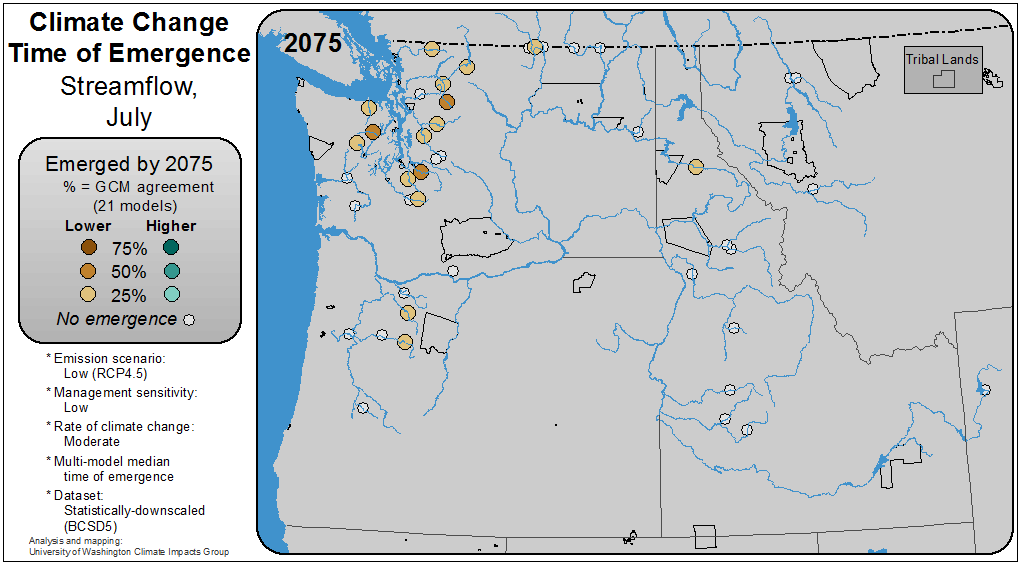 Climate Change
Time of Emergence
Streamflow,
July
2075
Tribal Lands
Emerged by 2075
% = GCM agreement
(21 models)
Lower Higher
75%
50%
25%
No emergence
* Emission scenario:
Low (RCP4.5)
* Management sensitivity:
Low
* Rate of climate change:
Moderate
* Multi-model median
time of emergence
* Dataset:
Statistically-downscaled
(BCSD5)
Analysis and mapping:
University of Washington Climate Impacts Group